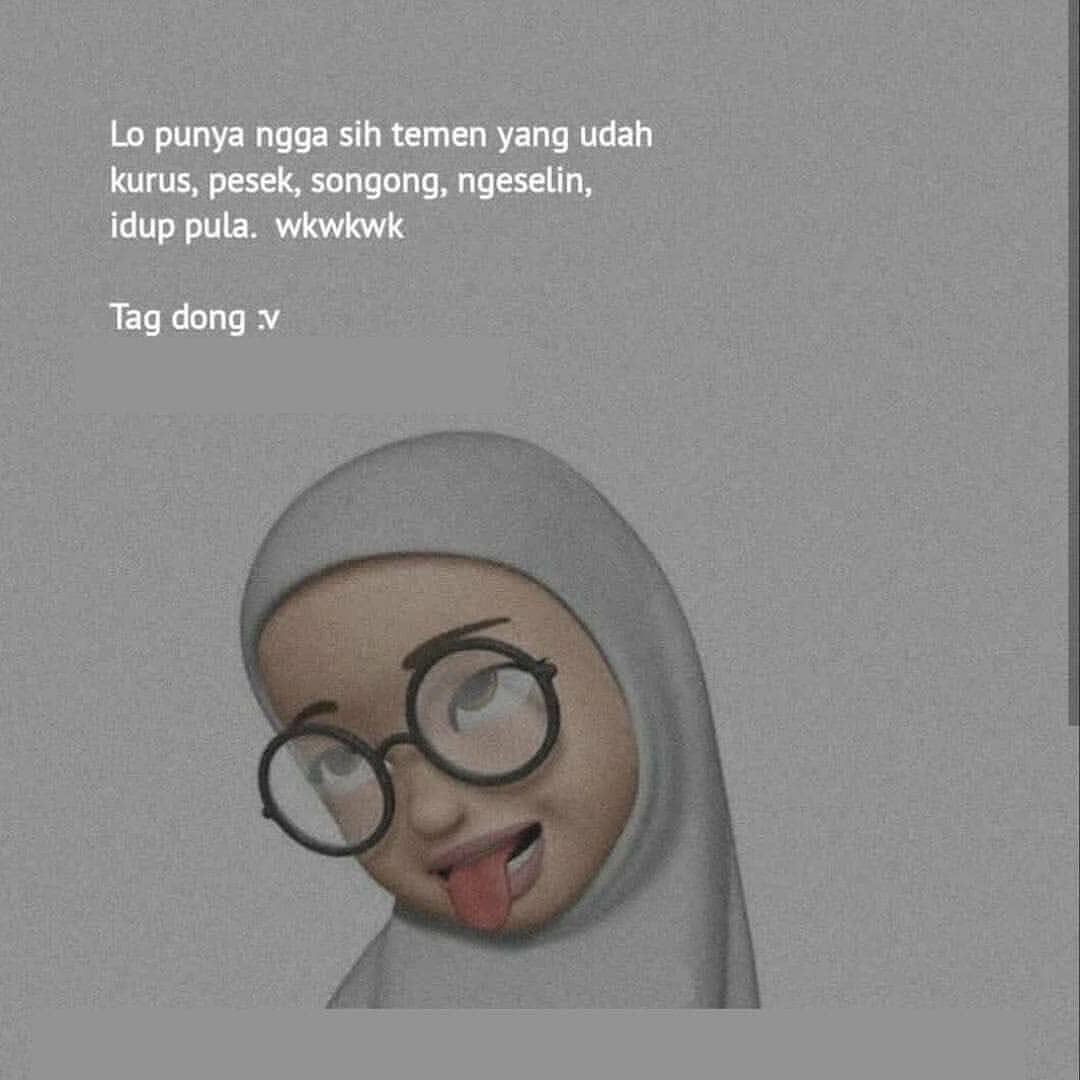 Lo punya ngga sih temen yang udah
kurus, pesek, songong, ngeselin,
idup pula.  wkwkwk
Tag dong :v